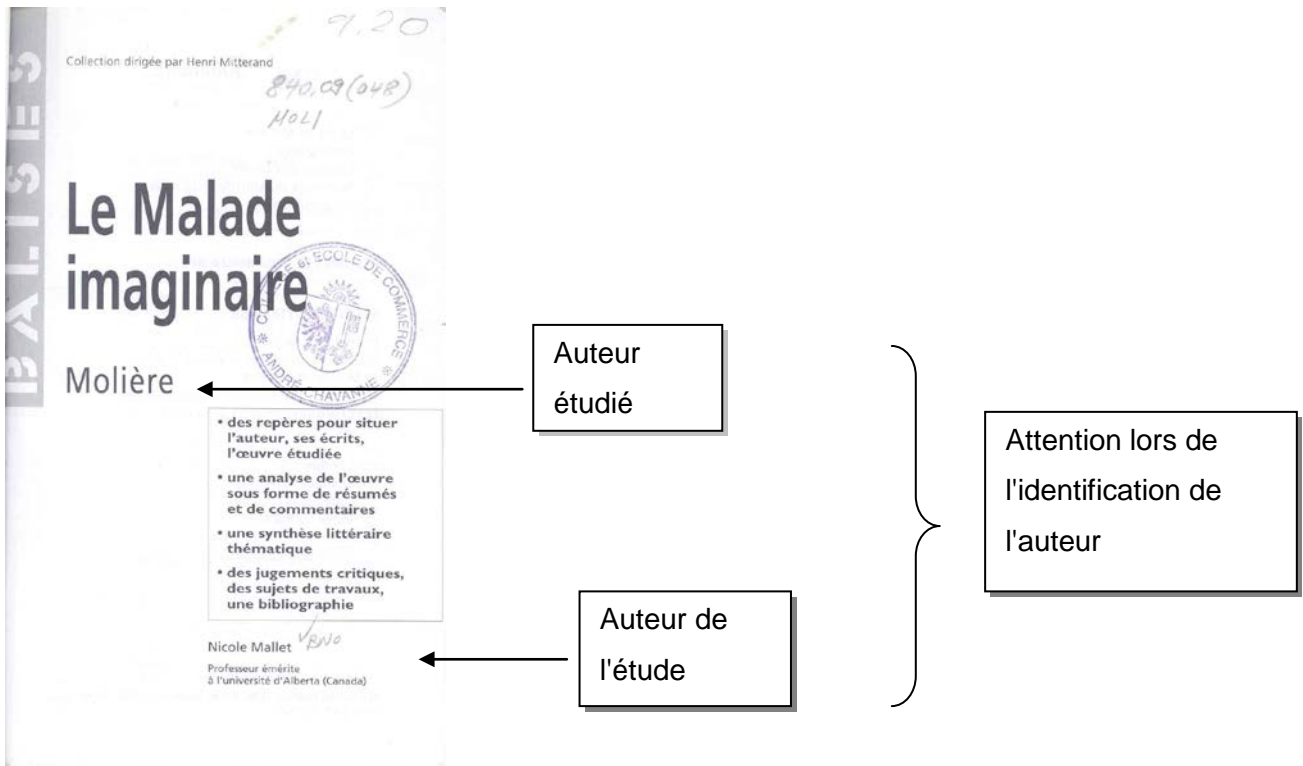 9.20
Collection dirigée par Henri Mitterand
840.09(048)
MOLI
BALISES
Le Malade
imaginaire
COLLEGE et ECOLE DE COMMERCE
ANDRÉ-CHAVANNE
Molière
• des repères pour situer
l'auteur, ses écrits,
l'œuvre étudiée
• une analyse de l'œuvre
sous forme de résumés
et de commentaires
• une synthèse littéraire
thématique
• des jugements critiques,
des sujets de travaux,
une bibliographie
Nicole Mallet
Professeur émérite
à l'université d'Alberta (Canada)
Auteur
étudié
Auteur de
l'étude
Attention lors de
l'identification de
l'auteur